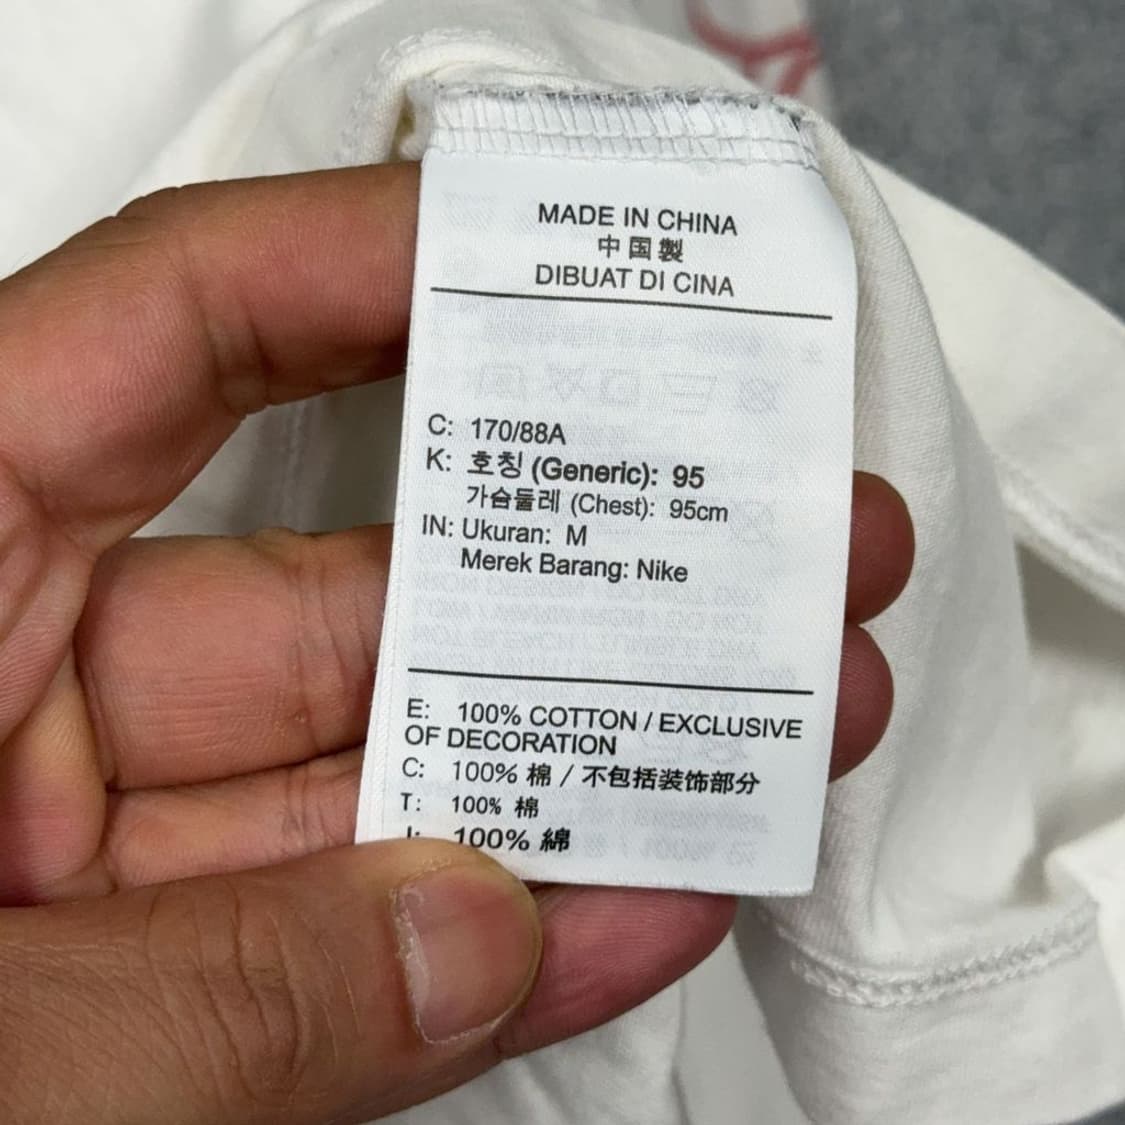 MADE IN CHINA
中国製
DIBUAT DI CINA
C: 170/88A
K: 호칭 (Generic): 95
가슴둘레 (Chest): 95cm
IN: Ukuran: M
Merek Barang: Nike
E: 100% COTTON / EXCLUSIVE
OF DECORATION
C: 100% 棉 / 不包括装饰部分
T: 100% 棉
J: 100% 綿